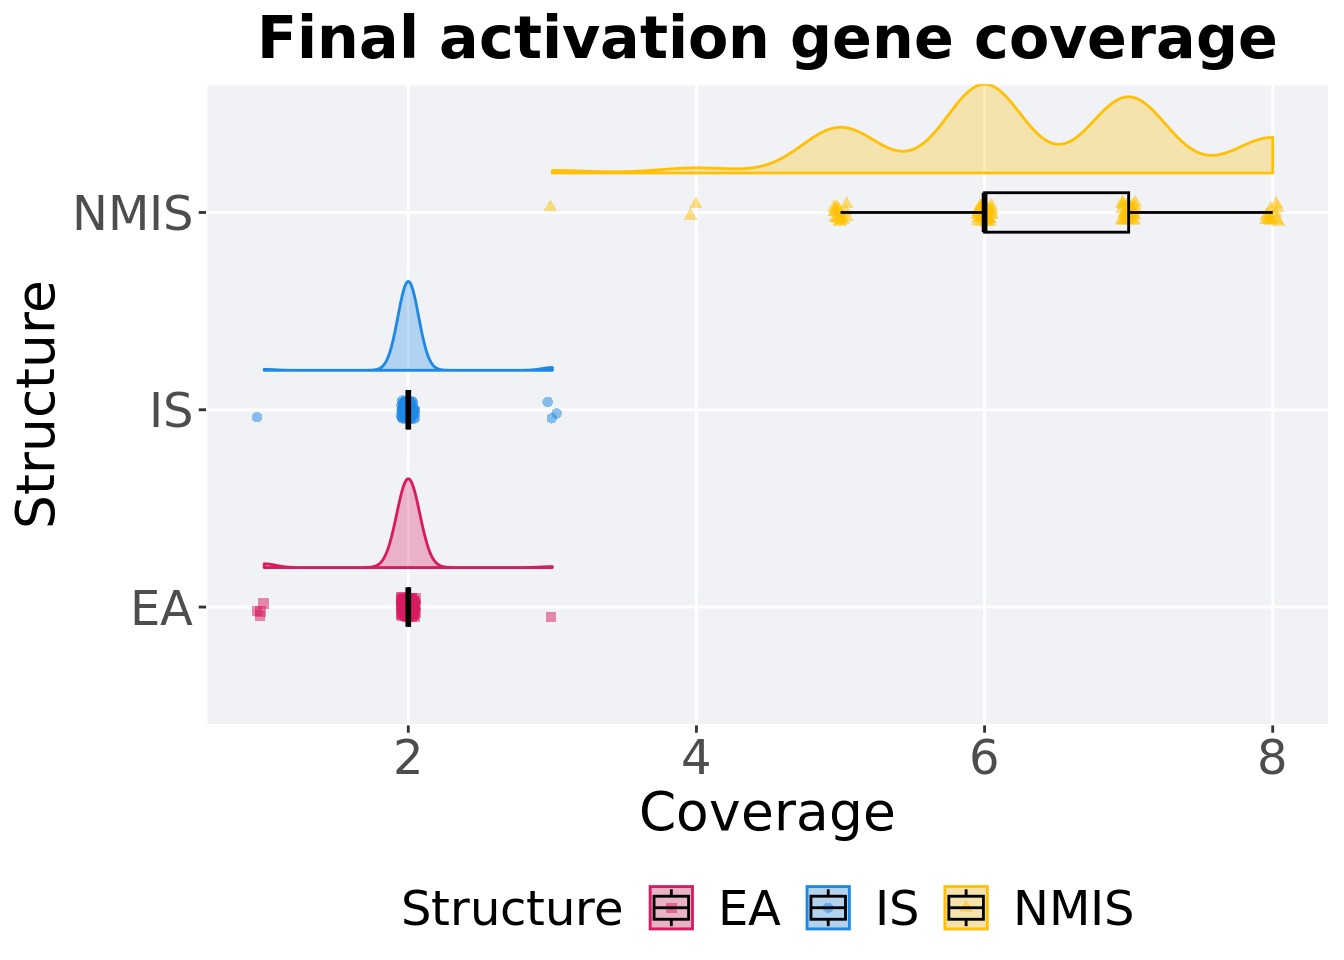 Final activation gene coverage
Structure
NMIS
IS
EA
2 4 6 8
Coverage
Structure EA IS NMIS